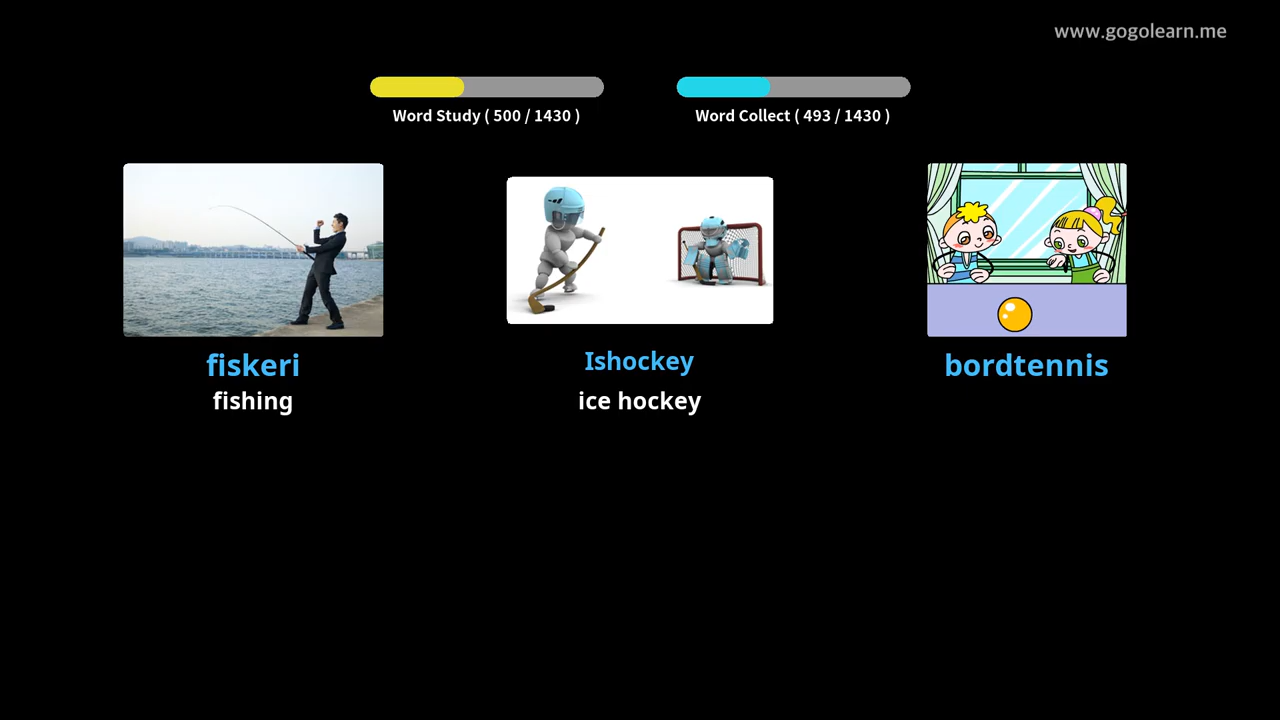 www.gogolearn.me
Word Study ( 500 / 1430 )
Word Collect ( 493 / 1430 )
fiskeri
fishing
Ishockey
ice hockey
bordtennis